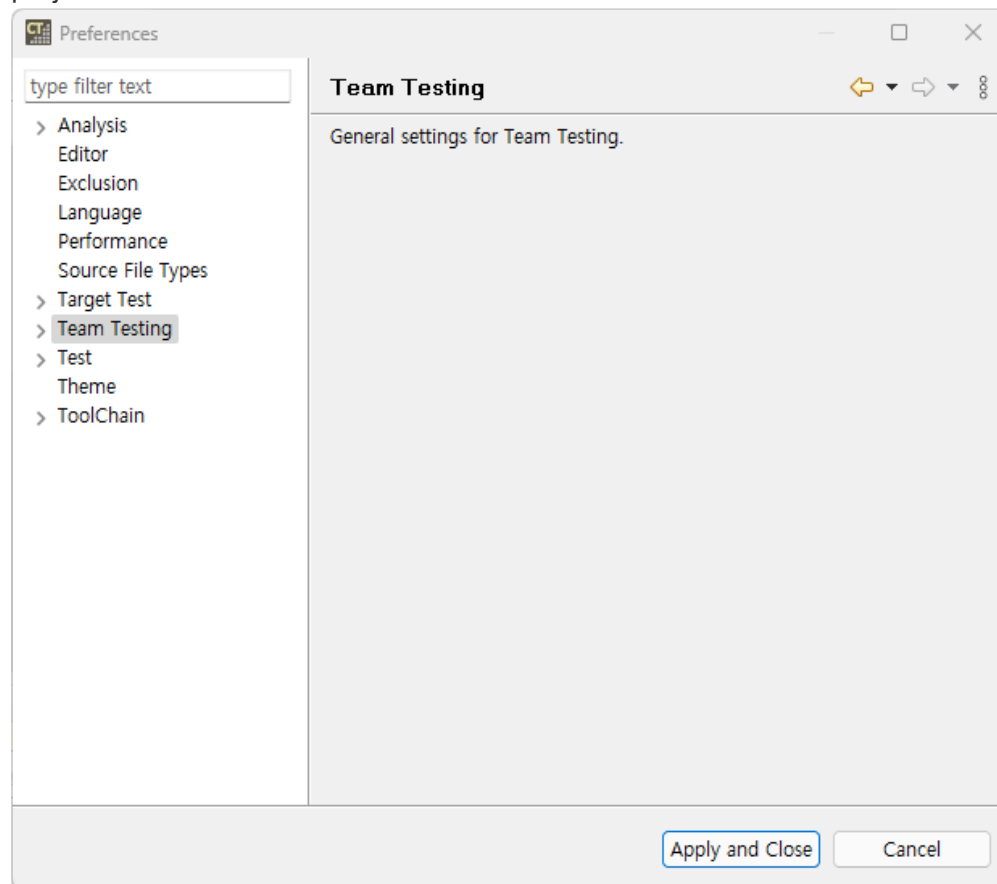 Preferences
type filter text
Team Testing
General settings for Team Testing.
Analysis
Editor
Exclusion
Language
Performance
Source File Types
Target Test
Team Testing
Test
Theme
ToolChain
Apply and Close
Cancel